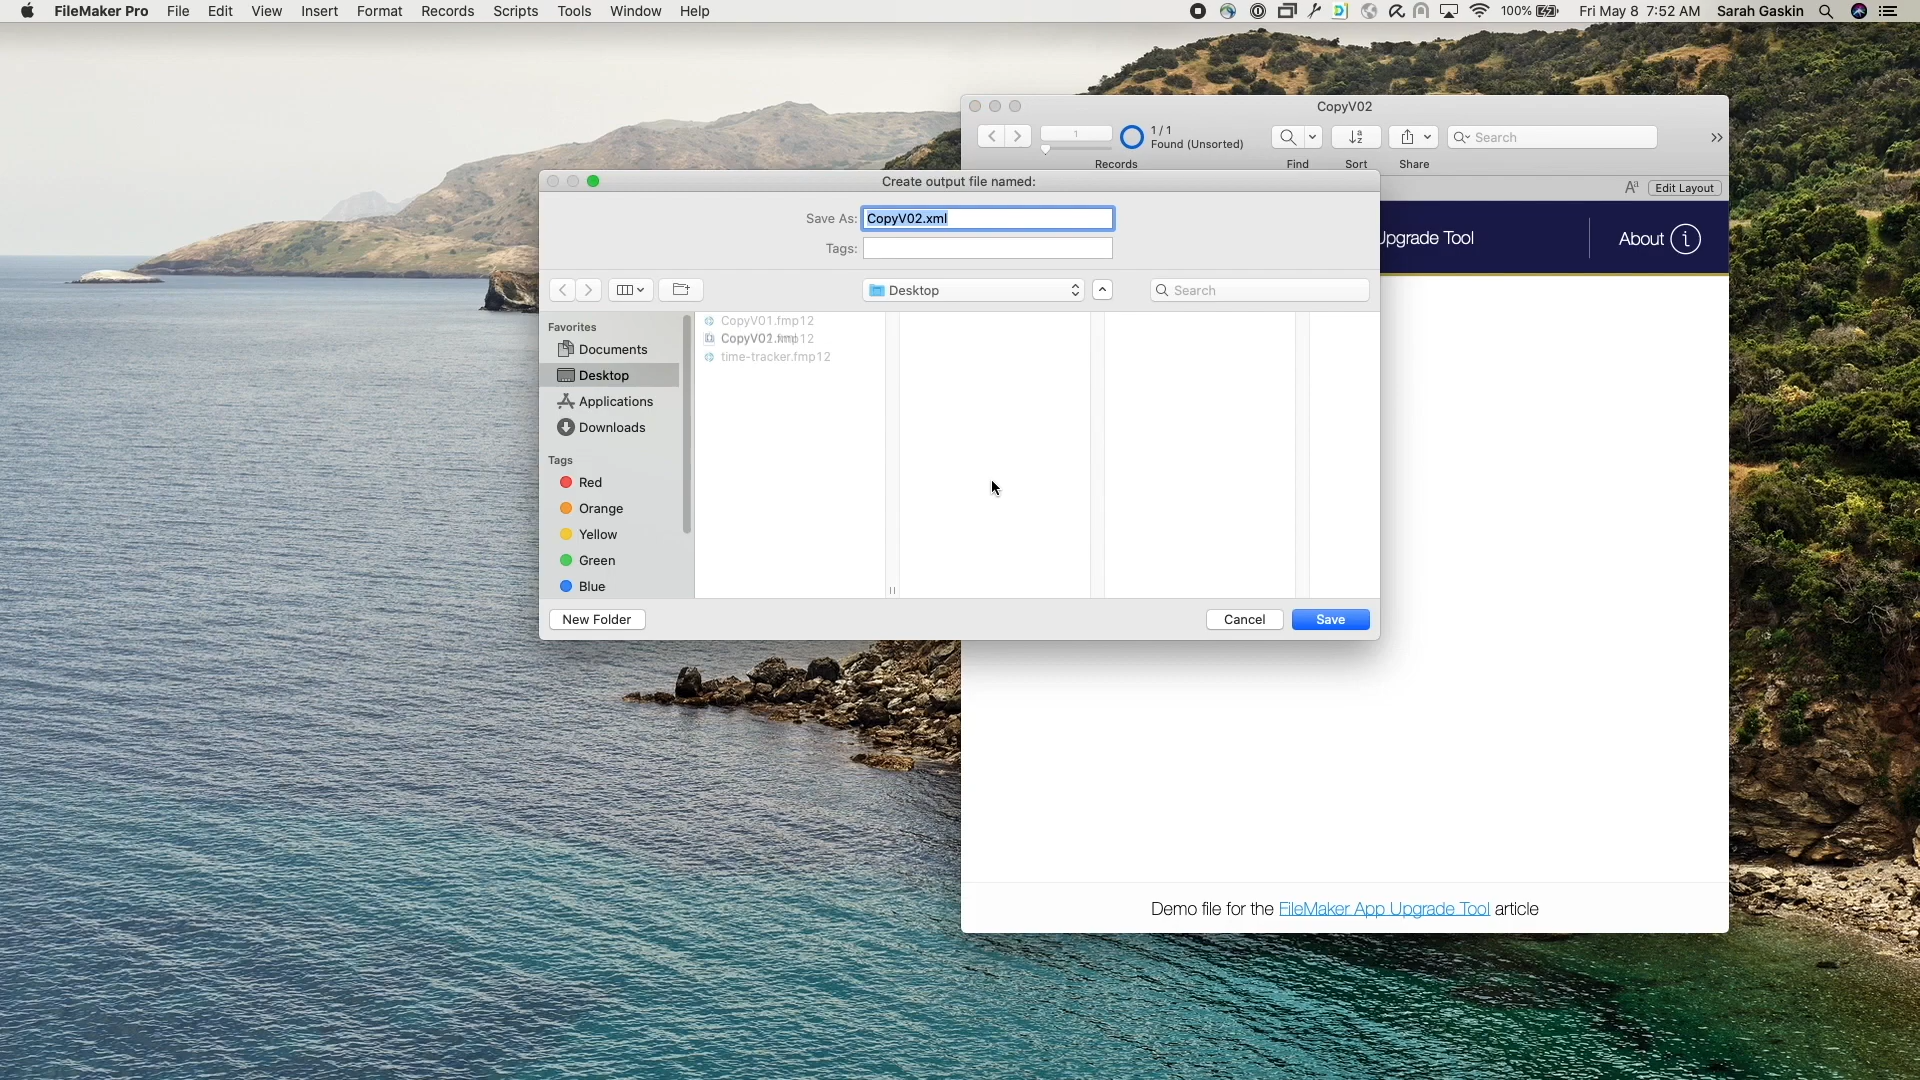 FileMaker Pro File Edit View Insert Format Records Scripts Tools Window Help 100% Fri May 8 7:52 AM Sarah Gaskin
CopyV02
1
1 / 1
Found (Unsorted)
Search
Records Find Sort Share
Edit Layout
Upgrade Tool
About
Create output file named:
Save As: CopyV02.xml
Tags:
Desktop
Search
Favorites
Documents
Desktop
Applications
Downloads
Tags
Red
Orange
Yellow
Green
Blue
CopyV01.fmp12
time-tracker.fmp12
New Folder Cancel Save
Demo file for the FileMaker App Upgrade Tool article